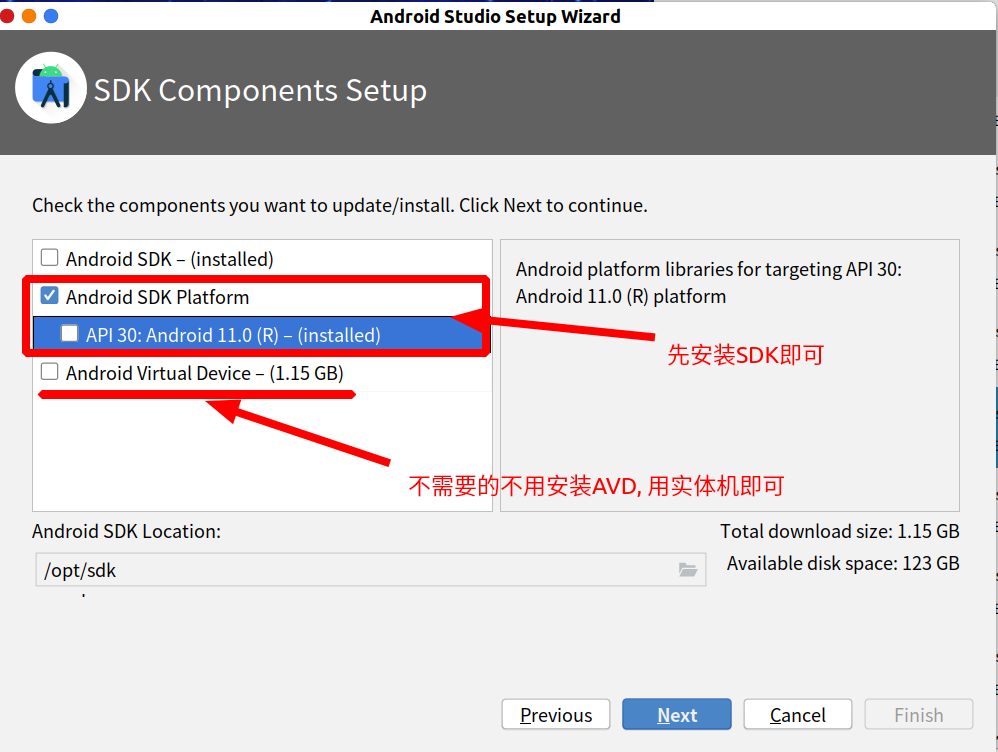 Android Studio Setup Wizard
SDK Components Setup
Check the components you want to update/install. Click Next to continue.
Android SDK – (installed)
Android SDK Platform
API 30: Android 11.0 (R) – (installed)
Android Virtual Device – (1.15 GB)
Android platform libraries for targeting API 30:
Android 11.0 (R) platform
先安装SDK即可
不需要的不用安装AVD, 用实体机即可
Android SDK Location:
/opt/sdk
Total download size: 1.15 GB
Available disk space: 123 GB
Previous
Next
Cancel
Finish